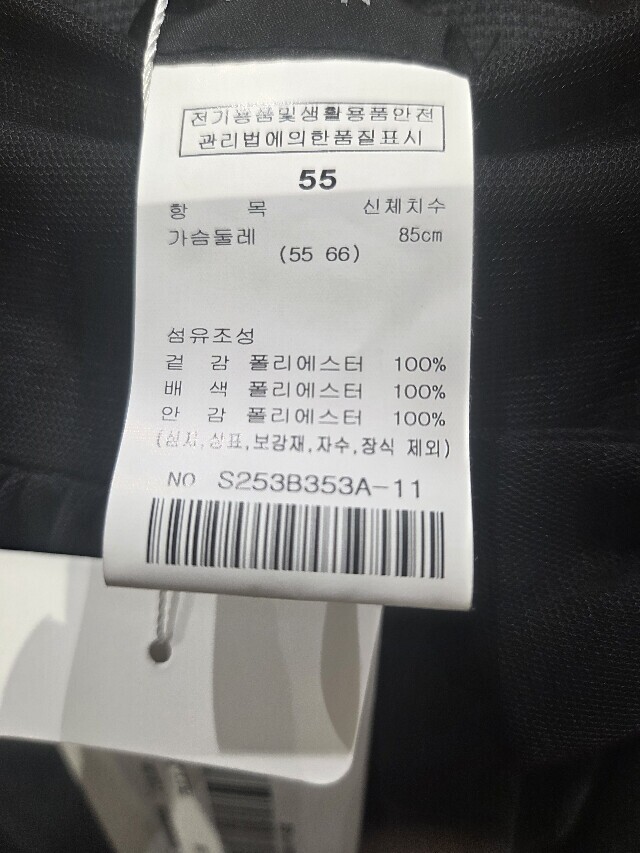 전기용품및생활용품안전
관리법에의한품질표시
55
항 목 신체치수
가슴둘레 85cm
(55 66)
섬유조성
겉 감 폴리에스터 100%
배 색 폴리에스터 100%
안 감 폴리에스터 100%
(심지,상표,보강재,자수,장식 제외)
NO S253B353A-11